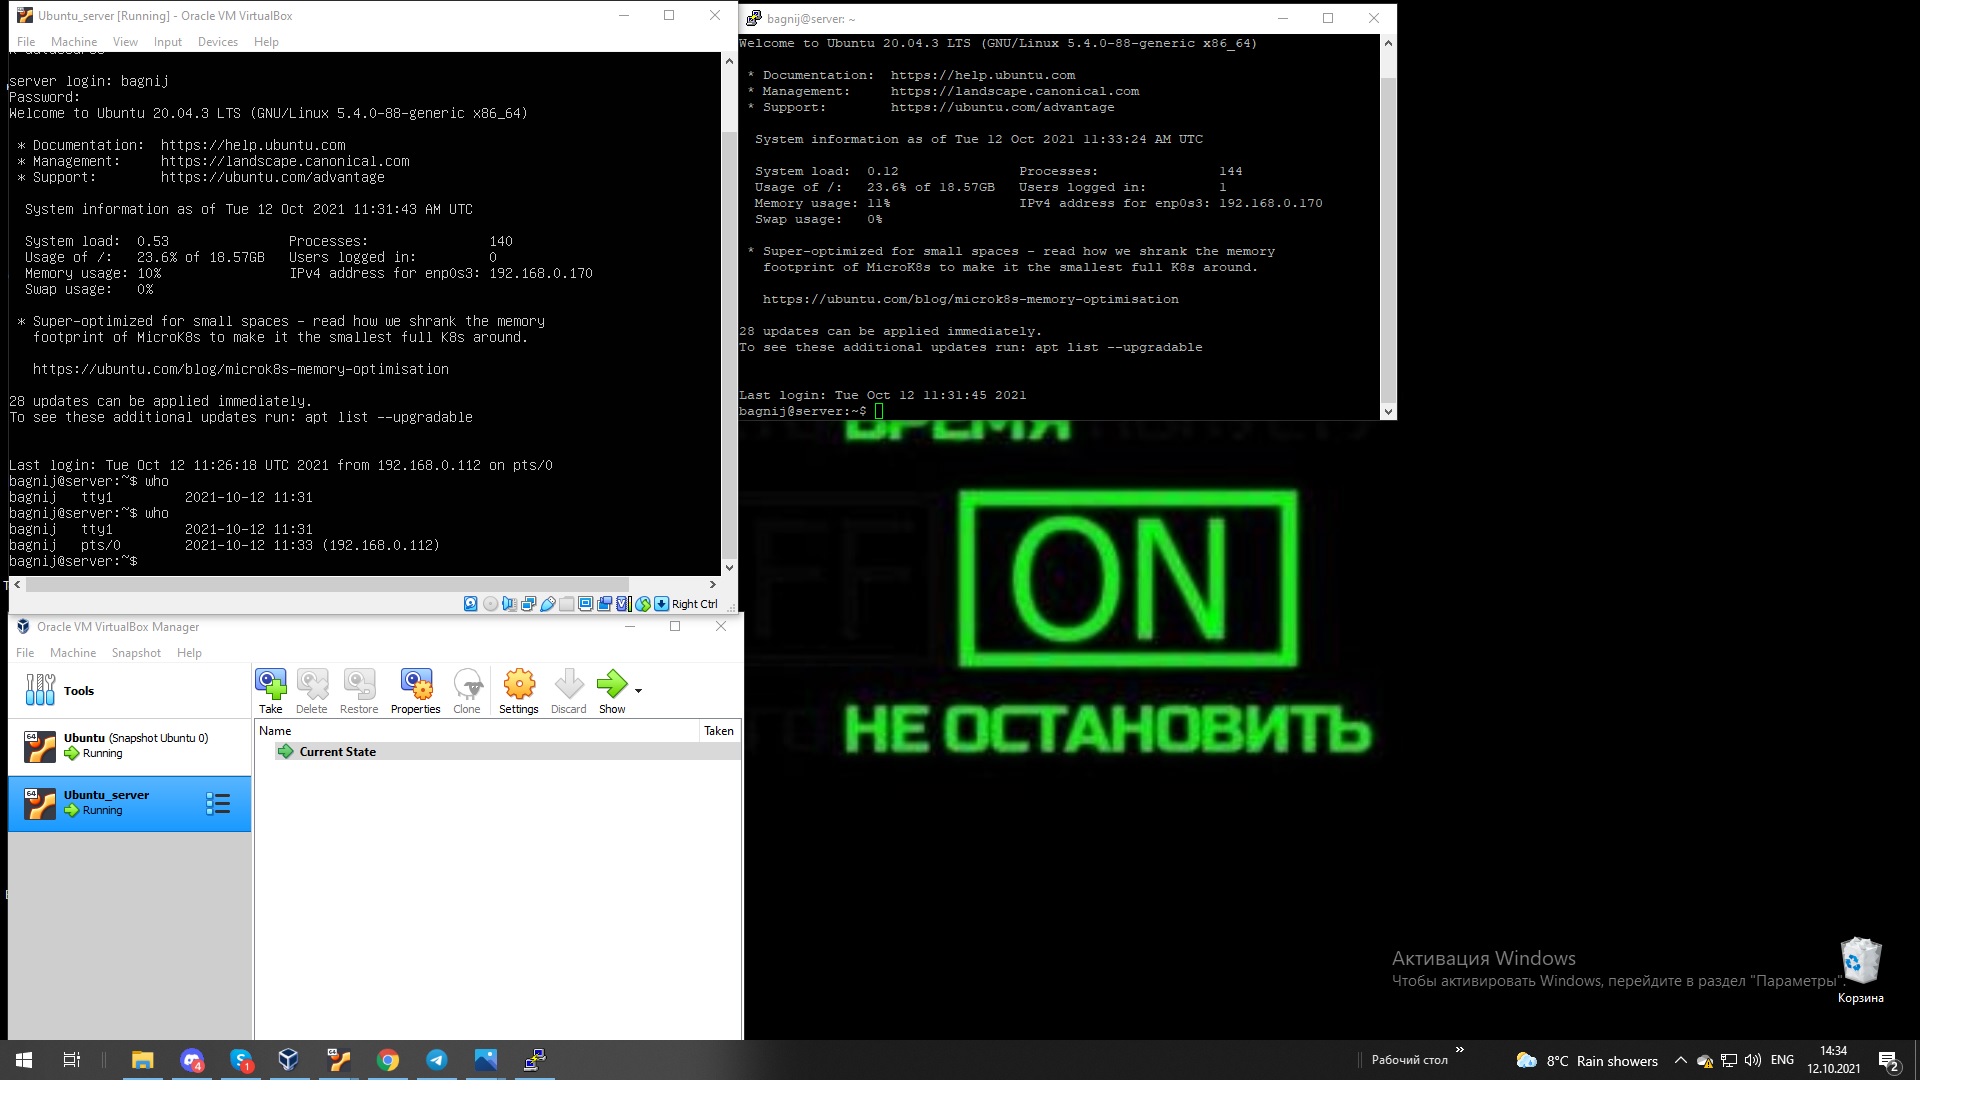 Ubuntu_server [Running] - Oracle VM VirtualBox
File Machine View Input Devices Help
server login: bagnij
Password:
Welcome to Ubuntu 20.04.3 LTS (GNU/Linux 5.4.0-88-generic x86_64)
* Documentation: https://help.ubuntu.com
* Management: https://landscape.canonical.com
* Support: https://ubuntu.com/advantage
System information as of Tue 12 Oct 2021 11:31:43 AM UTC
System load: 0.53 Processes: 140
Usage of /: 23.6% of 18.57GB Users logged in: 0
Memory usage: 10% IPv4 address for enp0s3: 192.168.0.170
Swap usage: 0%
* Super-optimized for small spaces - read how we shrank the memory
footprint of MicroK8s to make it the smallest full K8s around.
https://ubuntu.com/blog/microk8s-memory-optimisation
28 updates can be applied immediately.
To see these additional updates run: apt list --upgradable
Last login: Tue Oct 12 11:26:18 UTC 2021 from 192.168.0.112 on pts/0
bagnij@server:~$ who
bagnij tty1 2021-10-12 11:31
bagnij@server:~$ who
bagnij tty1 2021-10-12 11:31
bagnij pts/0 2021-10-12 11:33 (192.168.0.112)
bagnij@server:~$
Right Ctrl
bagnij@server: ~
Welcome to Ubuntu 20.04.3 LTS (GNU/Linux 5.4.0-88-generic x86_64)
* Documentation: https://help.ubuntu.com
* Management: https://landscape.canonical.com
* Support: https://ubuntu.com/advantage
System information as of Tue 12 Oct 2021 11:33:24 AM UTC
System load: 0.12 Processes: 144
Usage of /: 23.6% of 18.57GB Users logged in: 1
Memory usage: 11% IPv4 address for enp0s3: 192.168.0.170
Swap usage: 0%
* Super-optimized for small spaces - read how we shrank the memory
footprint of MicroK8s to make it the smallest full K8s around.
https://ubuntu.com/blog/microk8s-memory-optimisation
28 updates can be applied immediately.
To see these additional updates run: apt list --upgradable
Last login: Tue Oct 12 11:31:45 2021
bagnij@server:~$
ВРЕМЯ
ON
НЕ ОСТАНОВИТЬ
Oracle VM VirtualBox Manager
File Machine Snapshot Help
Tools
Take Delete Restore Properties Clone Settings Discard Show
Name Taken
Current State
64
Ubuntu (Snapshot Ubuntu 0)
Running
64
Ubuntu_server
Running
Активация Windows
Чтобы активировать Windows, перейдите в раздел "Параметры".
Корзина
4
1
64
Рабочий стол »
8°C Rain showers
ENG
14:34
12.10.2021
2